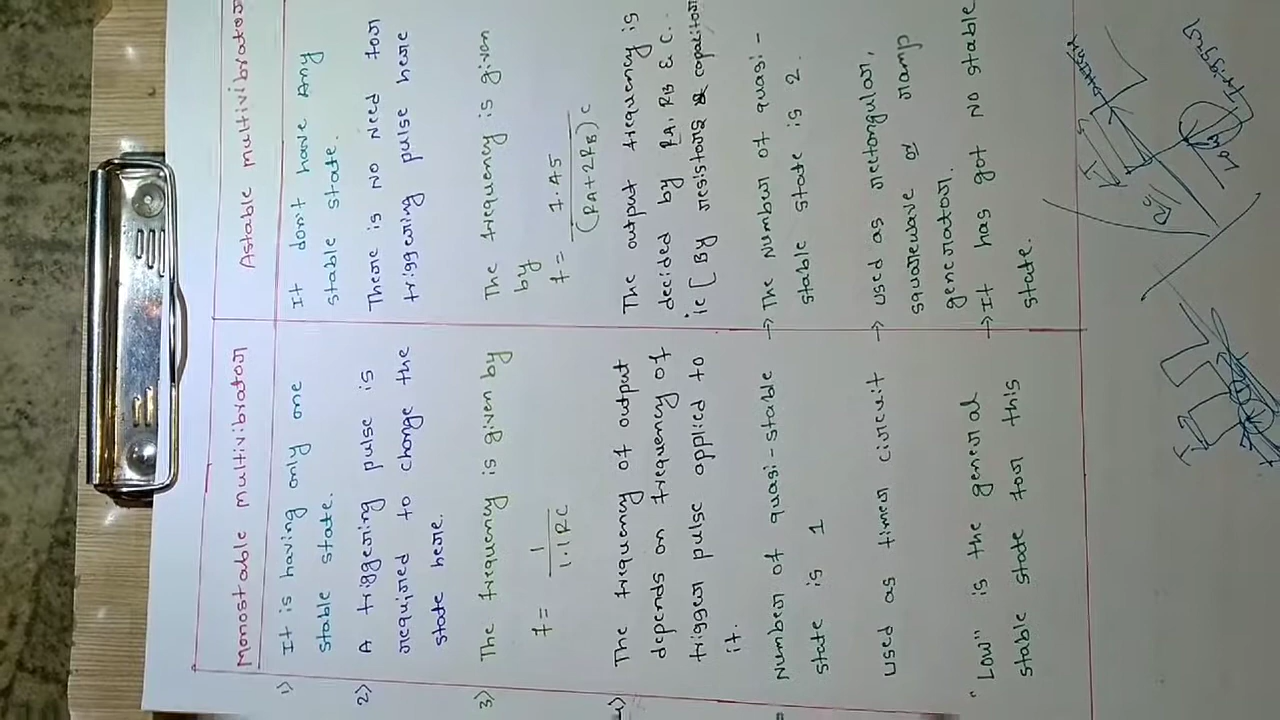 Monostable multivibrator
Astable multivibrator
1) It is having only one
stable state.
It don't have Any
stable state.
2) A triggering pulse is
required to change the
state here.
There is NO Need for
triggering pulse here
3) The frequency is given by
f = 1 / 1.1RC
The frequency is given
by
f = 1.45 / (RA+2RB)C
4) The frequency of output
depends on frequency of
trigger pulse applied to
it.
The output frequency is
decided by RA, RB & C.
ie [By resistors & capacitor
Number of quasi-stable
state is 1
→ The Number of quasi-
stable state is 2.
used as timer circuit
→ used as rectangular,
squarewave or ramp
generator.
"Low" is the general
stable state for this
→ It has got No stable
state.